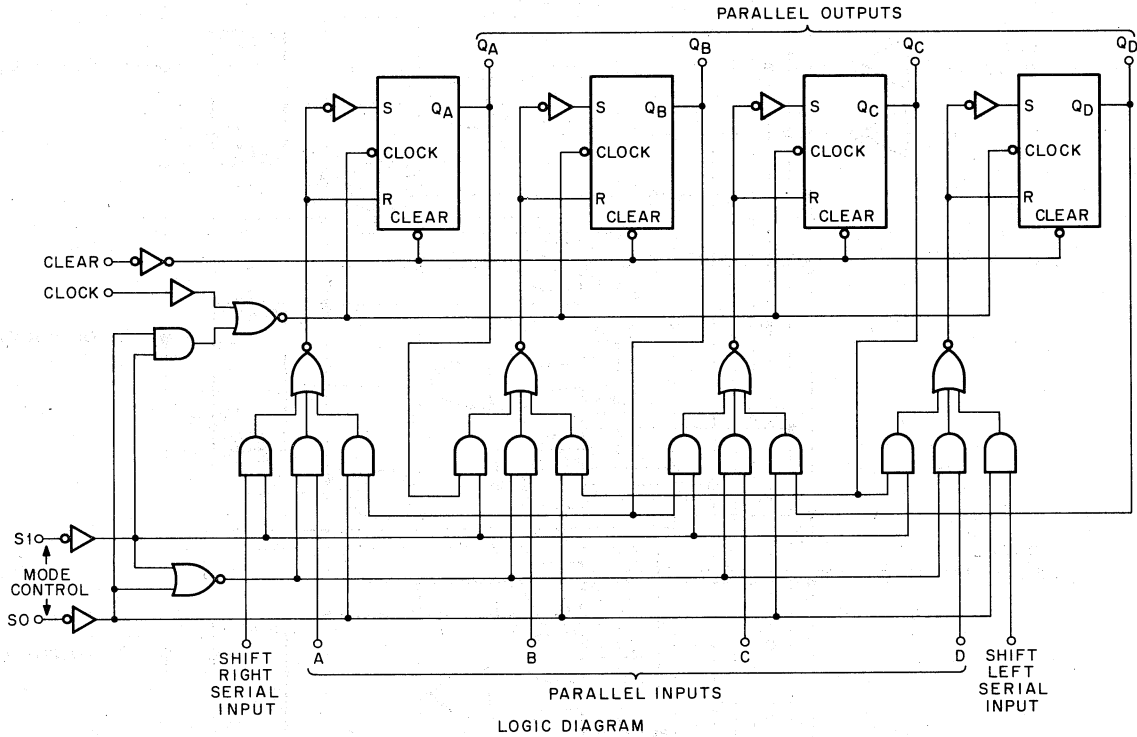 PARALLEL OUTPUTS
QA QB QC QD
S QA S QB S QC S QD
CLOCK CLOCK CLOCK CLOCK
R R R R
CLEAR CLEAR CLEAR CLEAR
CLEAR
CLOCK
S1
MODE
CONTROL
S0
SHIFT
RIGHT
SERIAL
INPUT
A B C D
SHIFT
LEFT
SERIAL
INPUT
PARALLEL INPUTS
LOGIC DIAGRAM